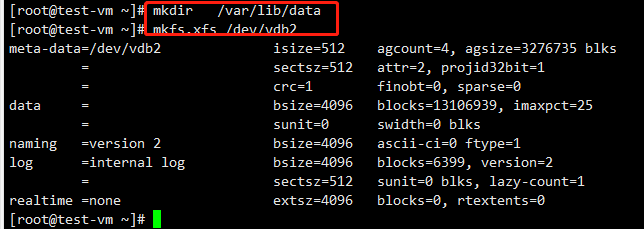 [root@test-vm ~]# mkdir   /var/lib/data
[root@test-vm ~]# mkfs.xfs /dev/vdb2
meta-data=/dev/vdb2              isize=512    agcount=4, agsize=3276735 blks
         =                       sectsz=512   attr=2, projid32bit=1
         =                       crc=1        finobt=0, sparse=0
data     =                       bsize=4096   blocks=13106939, imaxpct=25
         =                       sunit=0      swidth=0 blks
naming   =version 2              bsize=4096   ascii-ci=0 ftype=1
log      =internal log           bsize=4096   blocks=6399, version=2
         =                       sectsz=512   sunit=0 blks, lazy-count=1
realtime =none                   extsz=4096   blocks=0, rtextents=0
[root@test-vm ~]#